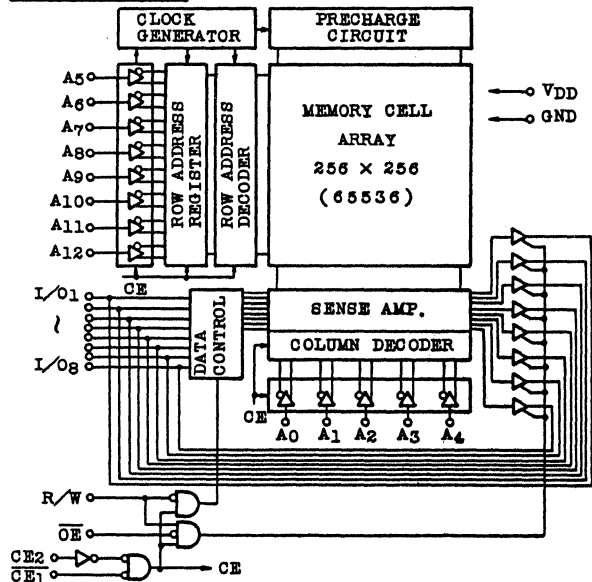 CLOCK GENERATOR
PRECHARGE CIRCUIT
A5
A6
A7
A8
A9
A10
A11
A12
ROW ADDRESS REGISTER
ROW ADDRESS DECODER
MEMORY CELL
ARRAY
256 × 256
(65536)
VDD
GND
CE
I/O1
~
I/O8
DATA CONTROL
SENSE AMP.
COLUMN DECODER
CE
A0
A1
A2
A3
A4
R/W
OE
CE2
CE1
CE